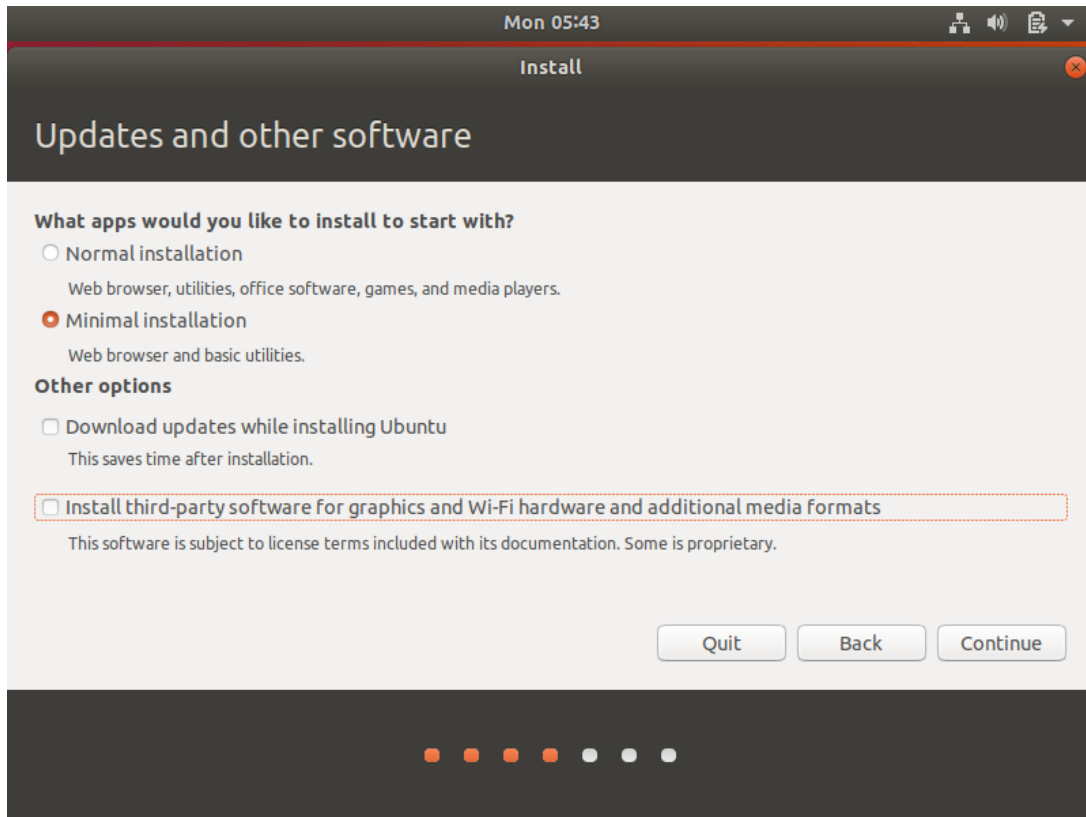 Mon 05:43
Install
Updates and other software
What apps would you like to install to start with?
Normal installation
Web browser, utilities, office software, games, and media players.
Minimal installation
Web browser and basic utilities.
Other options
Download updates while installing Ubuntu
This saves time after installation.
Install third-party software for graphics and Wi-Fi hardware and additional media formats
This software is subject to license terms included with its documentation. Some is proprietary.
Quit Back Continue